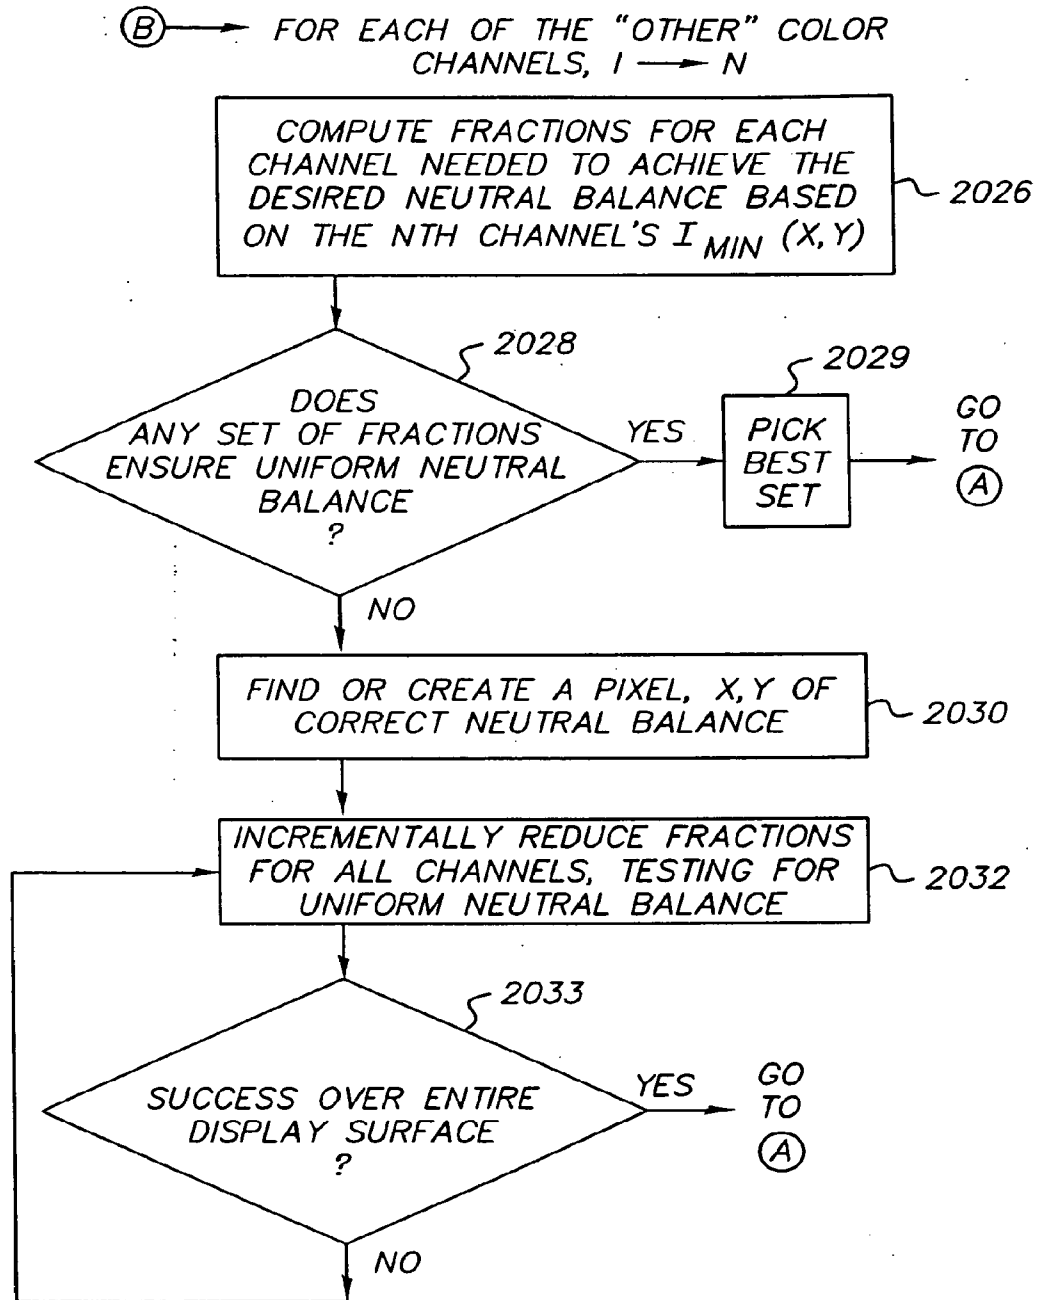 B FOR EACH OF THE "OTHER" COLOR
CHANNELS, I → N
COMPUTE FRACTIONS FOR EACH
CHANNEL NEEDED TO ACHIEVE THE
DESIRED NEUTRAL BALANCE BASED
ON THE NTH CHANNEL'S I MIN (X,Y)
2026
2028
DOES
ANY SET OF FRACTIONS
ENSURE UNIFORM NEUTRAL
BALANCE
?
YES
2029
PICK
BEST
SET
GO
TO
A
NO
FIND OR CREATE A PIXEL, X,Y OF
CORRECT NEUTRAL BALANCE
2030
INCREMENTALLY REDUCE FRACTIONS
FOR ALL CHANNELS, TESTING FOR
UNIFORM NEUTRAL BALANCE
2032
2033
SUCCESS OVER ENTIRE
DISPLAY SURFACE
?
YES
GO
TO
A
NO